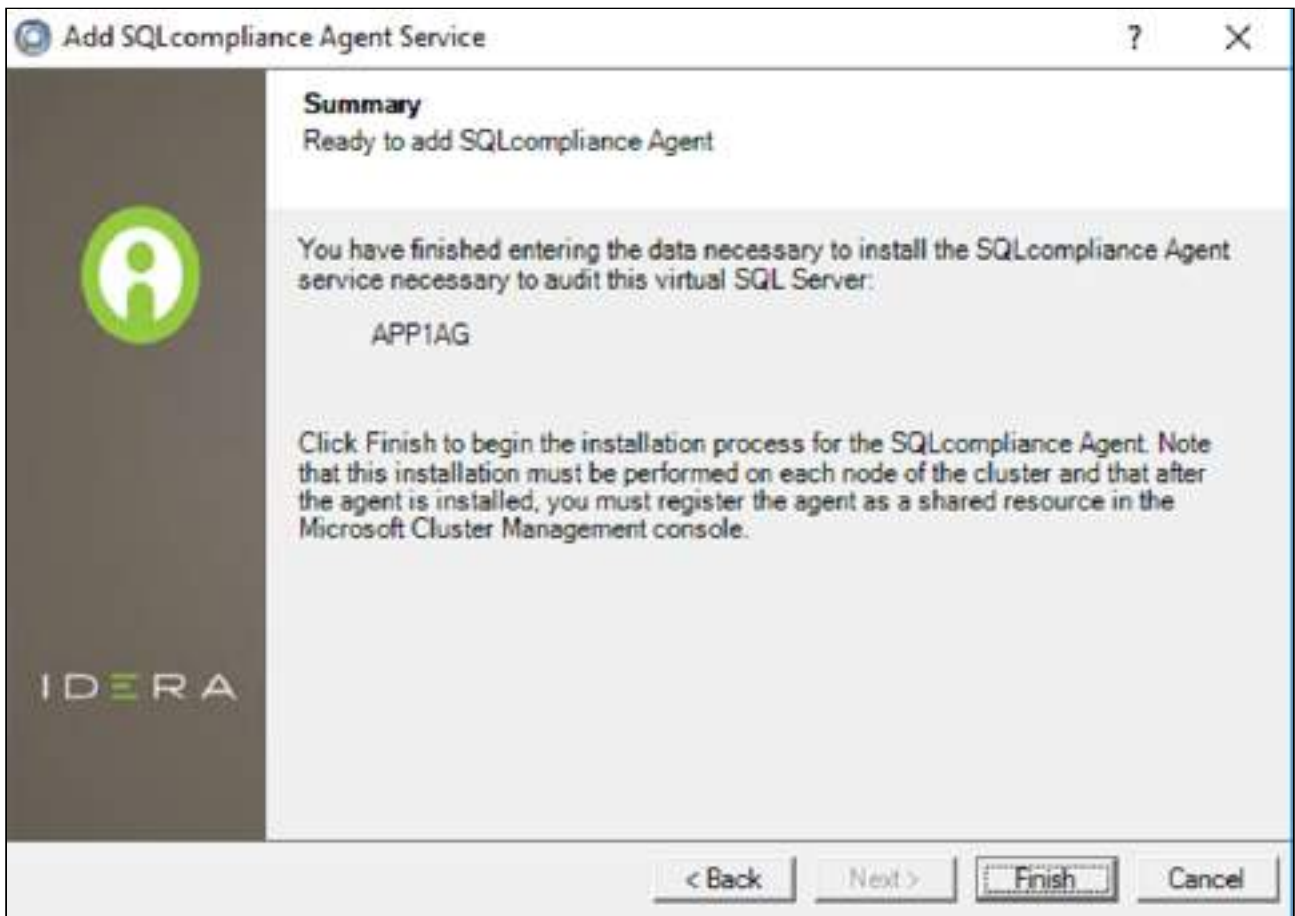 Add SQLcompliance Agent Service
?
Summary
Ready to add SQLcompliance Agent
You have finished entering the data necessary to install the SQLcompliance Agent
service necessary to audit this virtual SQL Server:
APP1AG
Click Finish to begin the installation process for the SQLcompliance Agent. Note
that this installation must be performed on each node of the cluster and that after
the agent is installed, you must register the agent as a shared resource in the
Microsoft Cluster Management console.
IDERA
< Back
Next >
Finish
Cancel